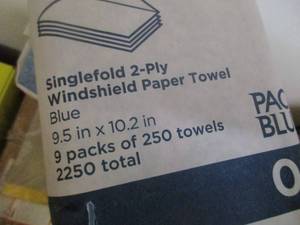 Singlefold 2-Ply
Windshield Paper Towel
Blue
9.5 in x 10.2 in
9 packs of 250 towels
2250 total
PAC
BLU